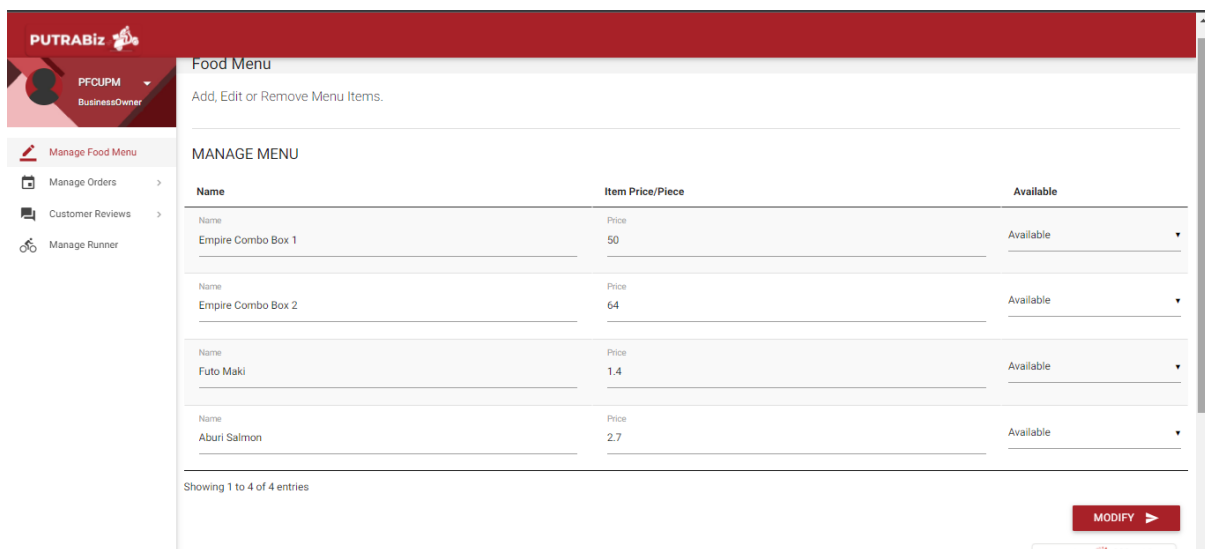 PUTRABiz
PFCUPM
BusinessOwner
Manage Food Menu
Manage Orders
Customer Reviews
Manage Runner
Food Menu
Add, Edit or Remove Menu Items.
MANAGE MENU
Name Item Price/Piece Available
Name Price
Empire Combo Box 1 50 Available
Name Price
Empire Combo Box 2 64 Available
Name Price
Futo Maki 1.4 Available
Name Price
Aburi Salmon 2.7 Available
Showing 1 to 4 of 4 entries
MODIFY